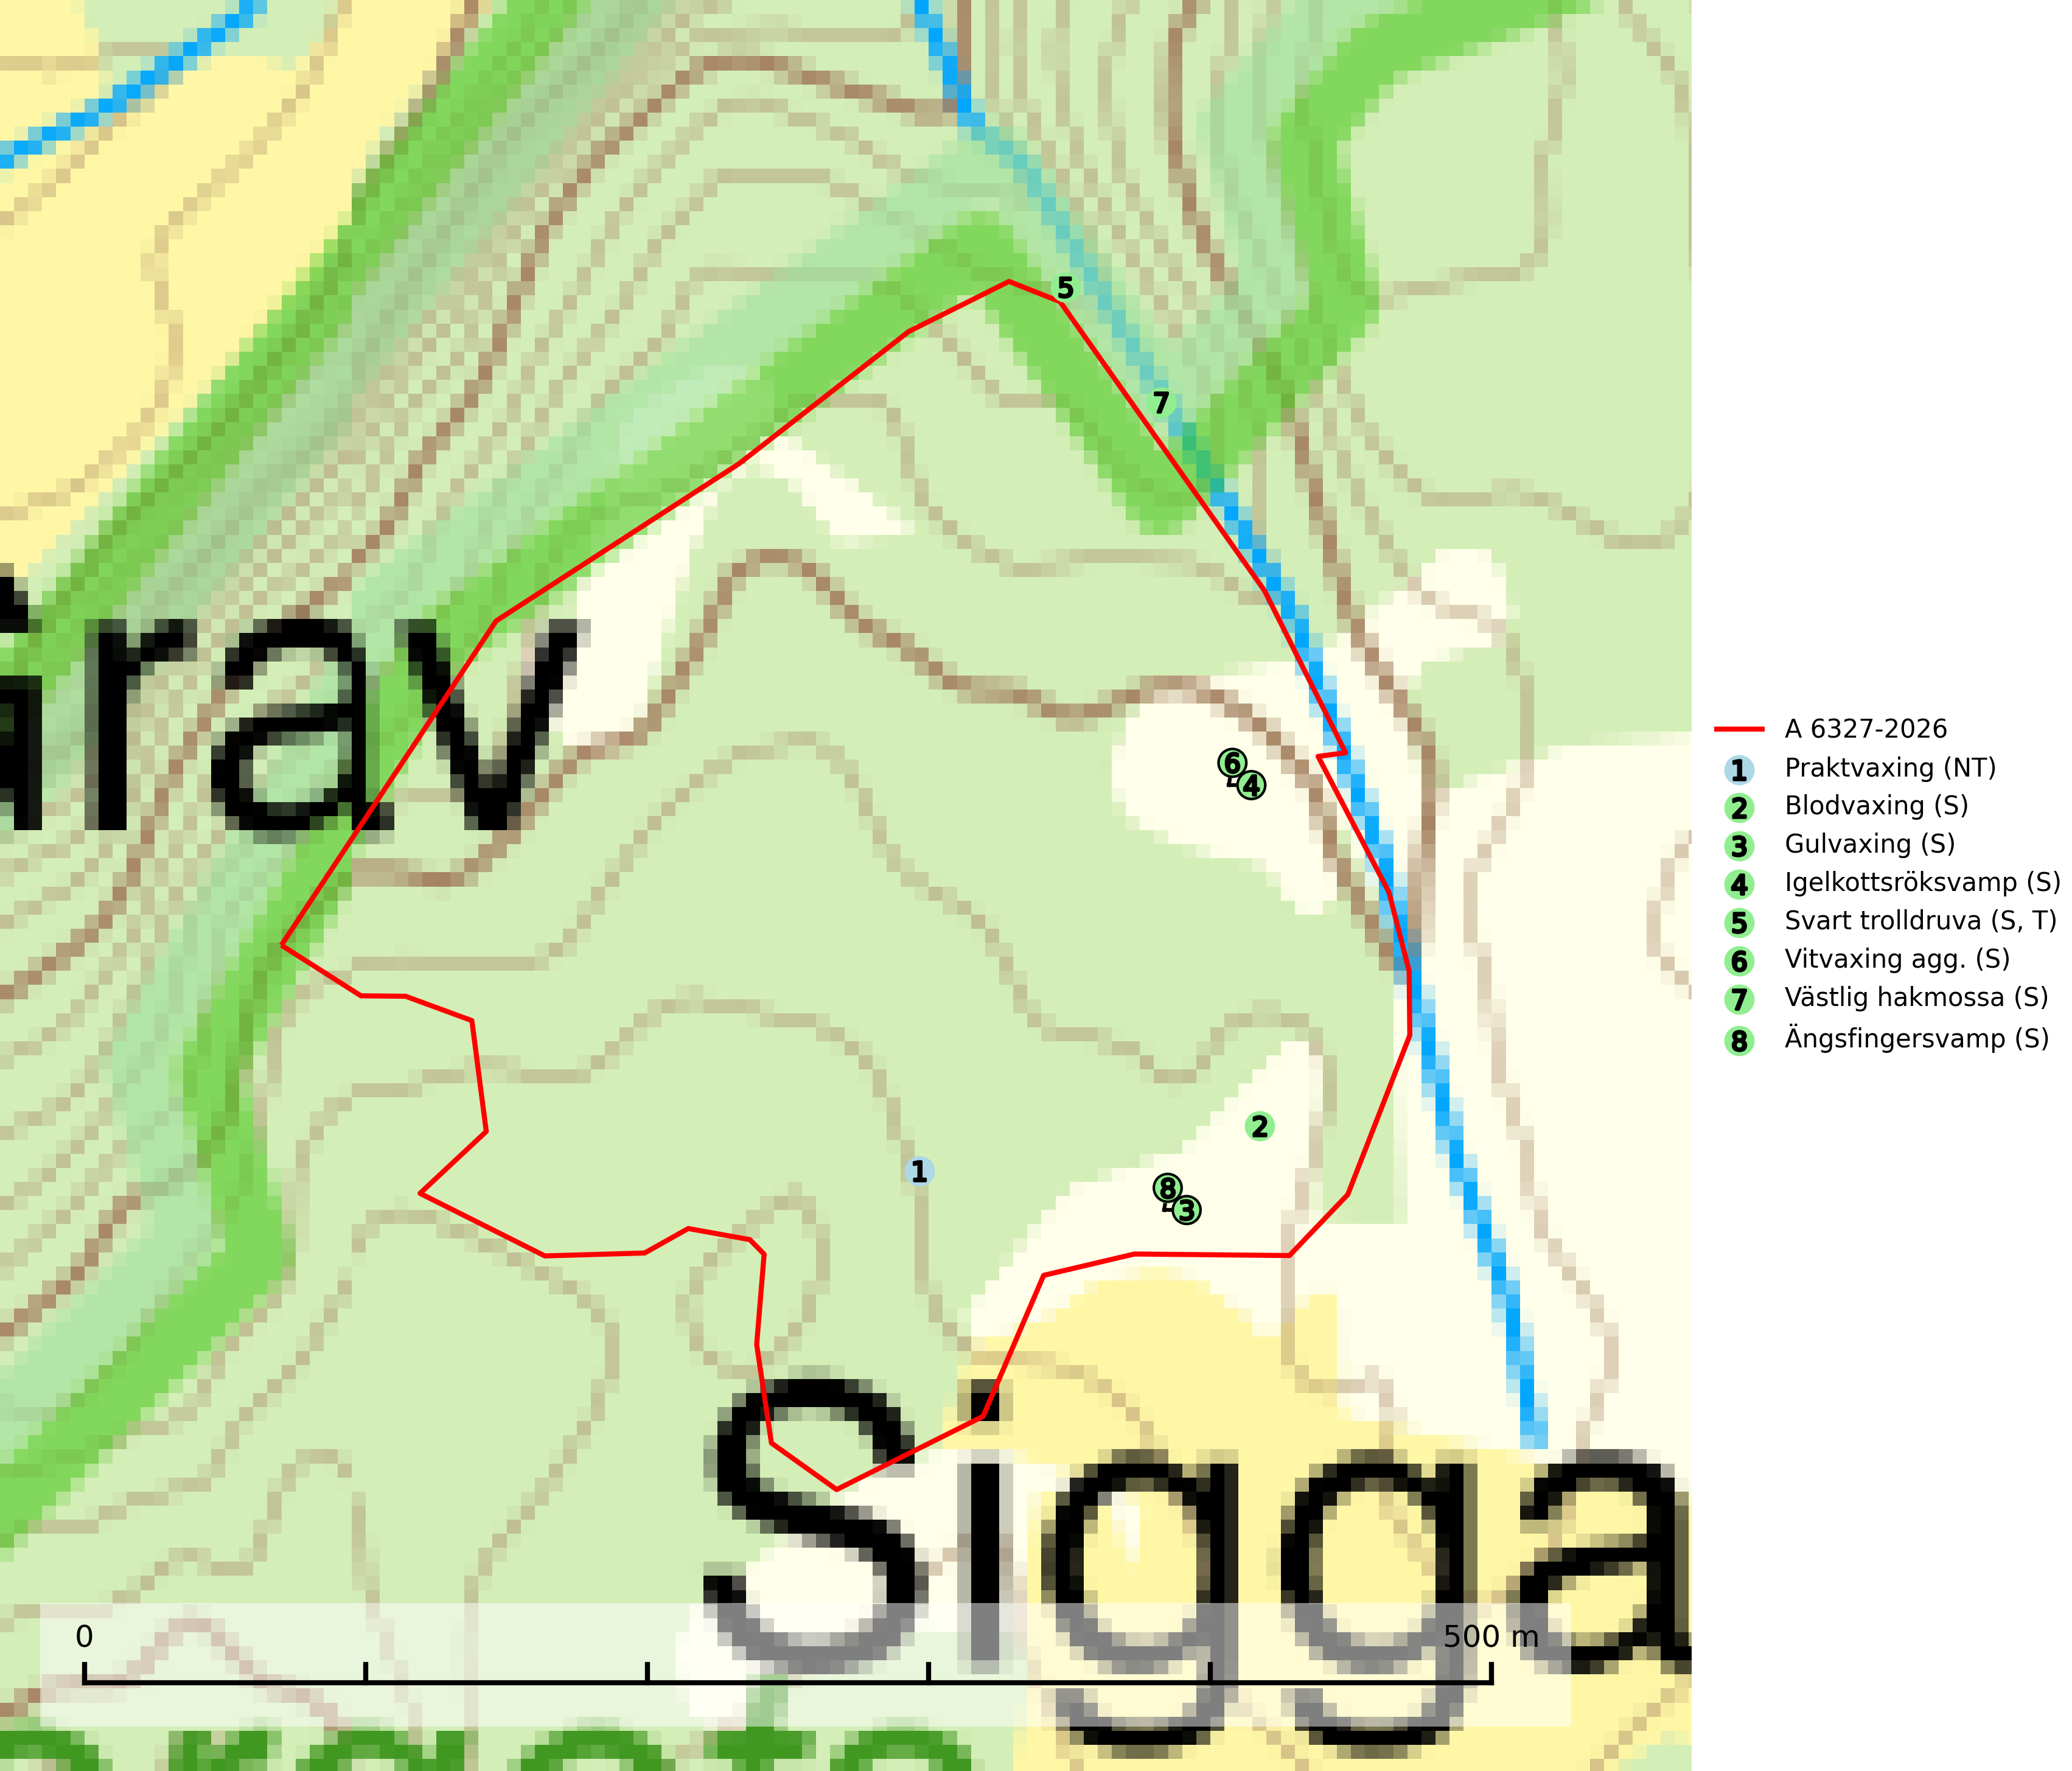 rav
5
7
6
4
2
1
8
3
Sigga
0
500 m
A 6327-2026
1 Praktvaxing (NT)
2 Blodvaxing (S)
3 Gulvaxing (S)
4 Igelkottsröksvamp (S)
5 Svart trolldruva (S, T)
6 Vitvaxing agg. (S)
7 Västlig hakmossa (S)
8 Ängsfingersvamp (S)